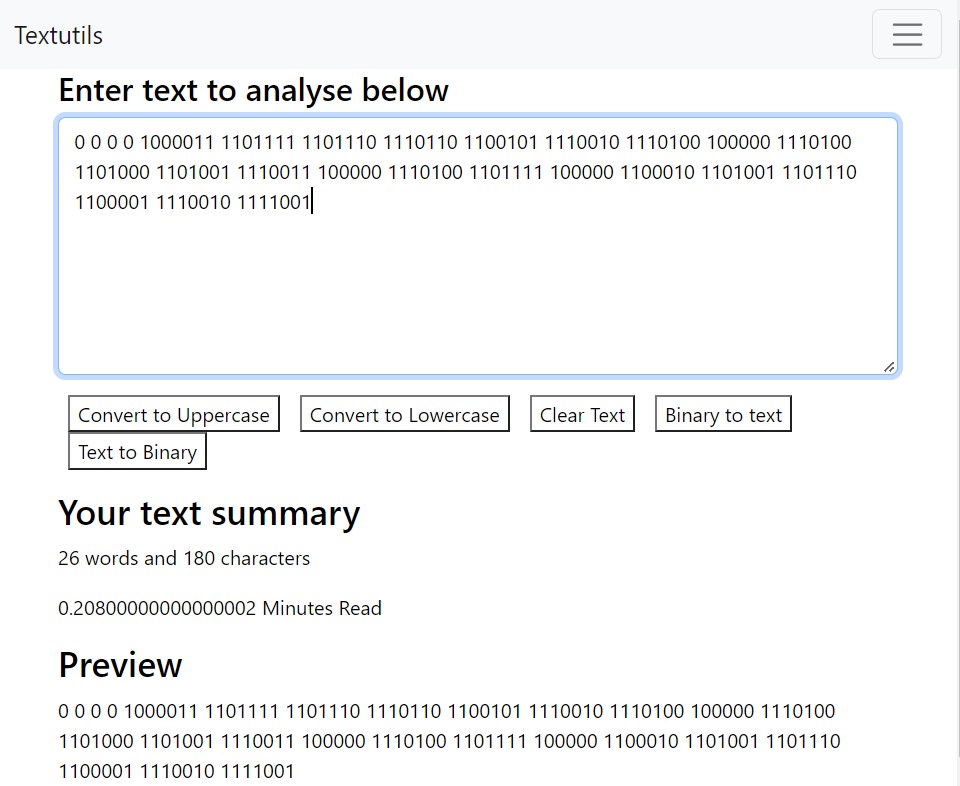 Textutils
Enter text to analyse below
0 0 0 0 1000011 1101111 1101110 1110110 1100101 1110010 1110100 100000 1110100
1101000 1101001 1110011 100000 1110100 1101111 100000 1100010 1101001 1101110
1100001 1110010 1111001
Convert to Uppercase Convert to Lowercase Clear Text Binary to text
Text to Binary
Your text summary
26 words and 180 characters
0.20800000000000002 Minutes Read
Preview
0 0 0 0 1000011 1101111 1101110 1110110 1100101 1110010 1110100 100000 1110100
1101000 1101001 1110011 100000 1110100 1101111 100000 1100010 1101001 1101110
1100001 1110010 1111001